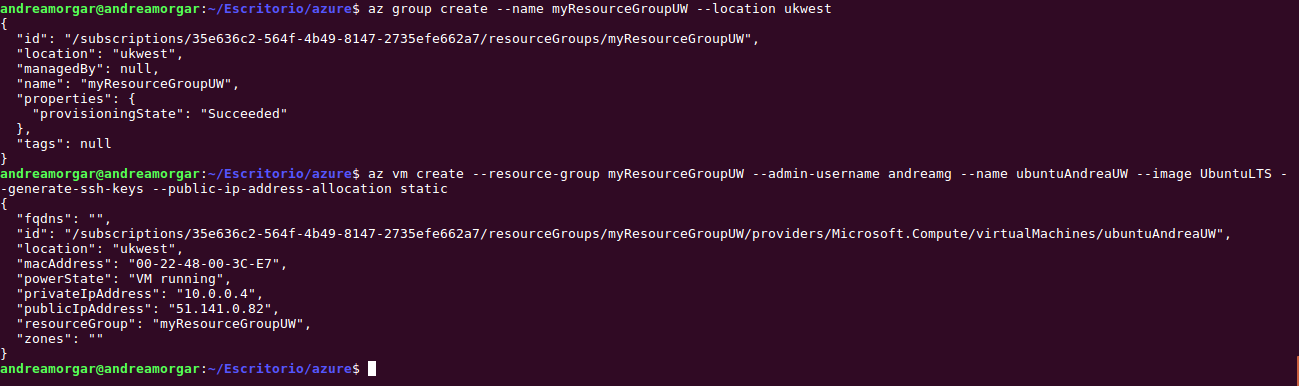 andreamorgar@andreamorgar:~/Escritorio/azure$ az group create --name myResourceGroupUW --location ukwest
{
  "id": "/subscriptions/35e636c2-564f-4b49-8147-2735efe662a7/resourceGroups/myResourceGroupUW",
  "location": "ukwest",
  "managedBy": null,
  "name": "myResourceGroupUW",
  "properties": {
    "provisioningState": "Succeeded"
  },
  "tags": null
}
andreamorgar@andreamorgar:~/Escritorio/azure$ az vm create --resource-group myResourceGroupUW --admin-username andreamg --name ubuntuAndreaUW --image UbuntuLTS -
-generate-ssh-keys --public-ip-address-allocation static
{
  "fqdns": "",
  "id": "/subscriptions/35e636c2-564f-4b49-8147-2735efe662a7/resourceGroups/myResourceGroupUW/providers/Microsoft.Compute/virtualMachines/ubuntuAndreaUW",
  "location": "ukwest",
  "macAddress": "00-22-48-00-3C-E7",
  "powerState": "VM running",
  "privateIpAddress": "10.0.0.4",
  "publicIpAddress": "51.141.0.82",
  "resourceGroup": "myResourceGroupUW",
  "zones": ""
}
andreamorgar@andreamorgar:~/Escritorio/azure$